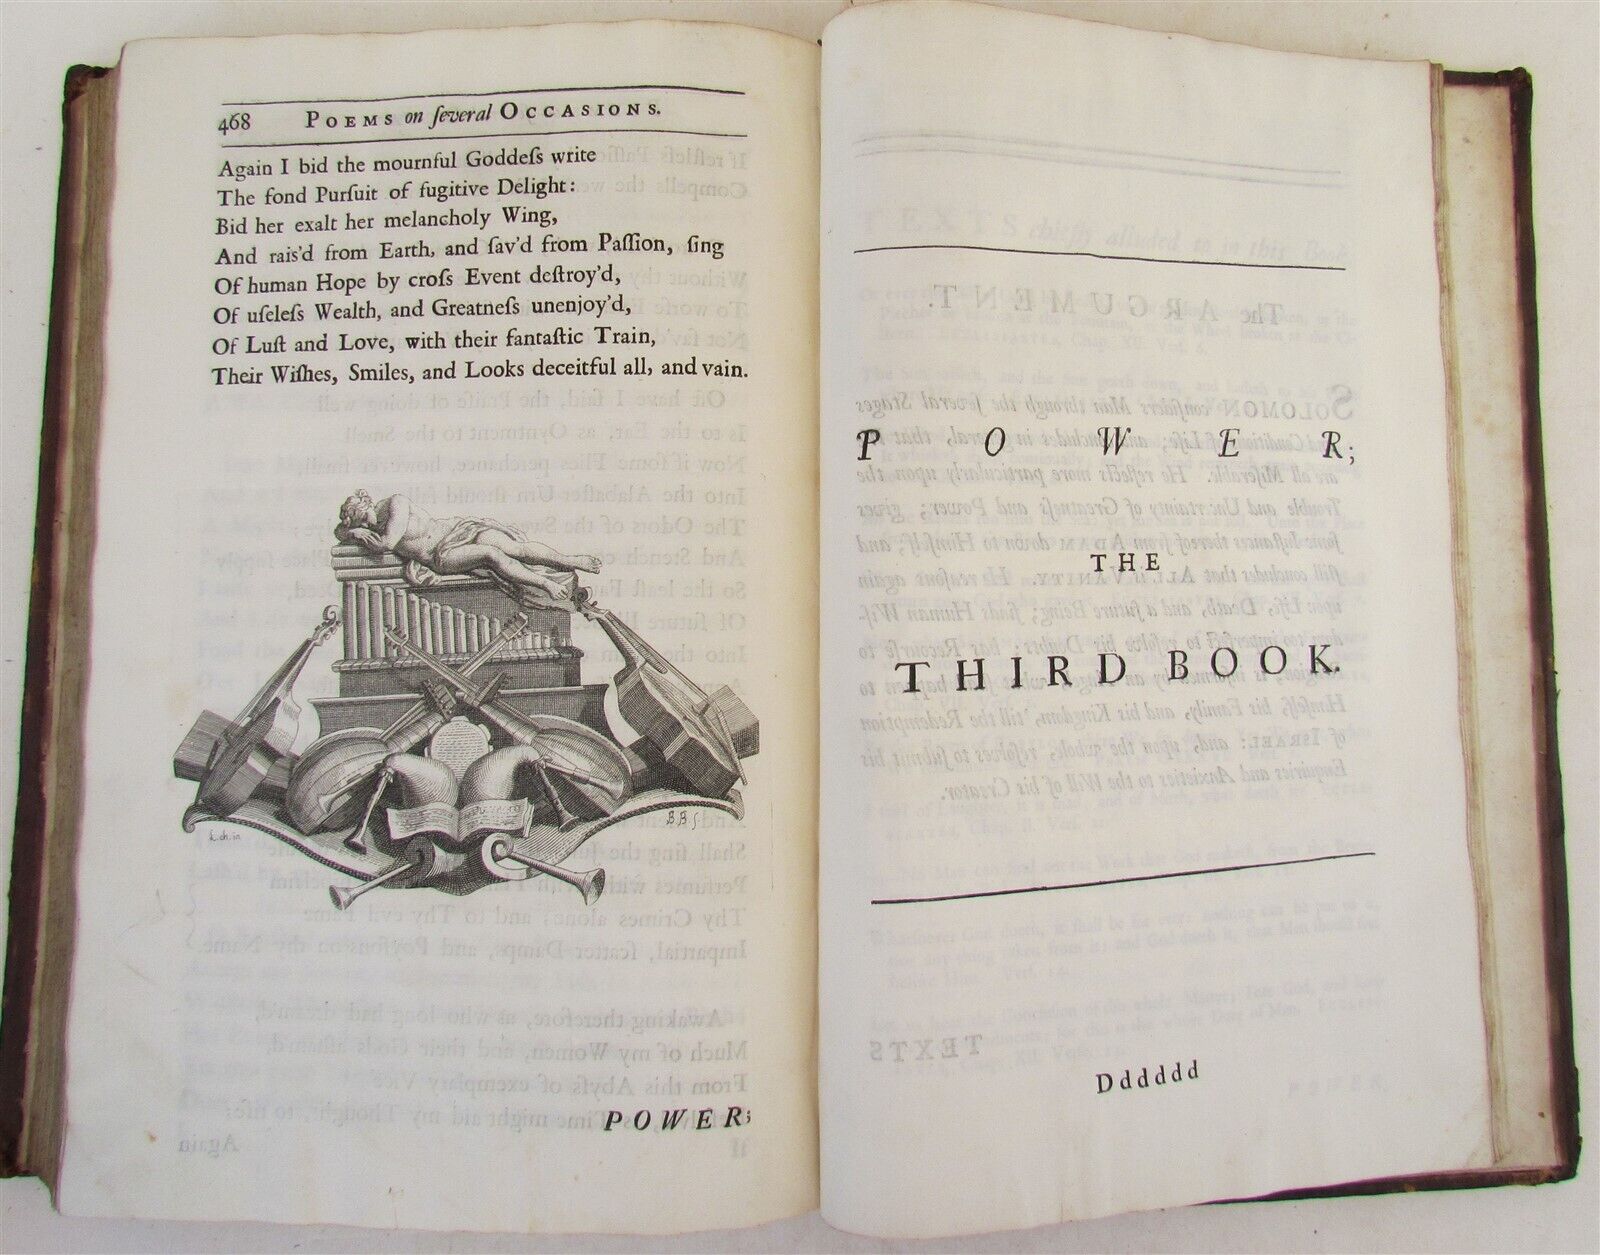 468 POEMS on ſeveral OCCASIONS.
Again I bid the mournful Goddeſs write
The fond Purſuit of fugitive Delight:
Bid her exalt her melancholy Wing,
And rais'd from Earth, and ſav'd from Paſſion, ſing
Of human Hope by croſs Event deſtroy'd,
Of uſeleſs Wealth, and Greatneſs unenjoy'd,
Of Luſt and Love, with their fantaſtic Train,
Their Wiſhes, Smiles, and Looks deceitful all, and vain.
BB ſ
POWER;
POWER;
THE
THIRD BOOK.
Dddddd